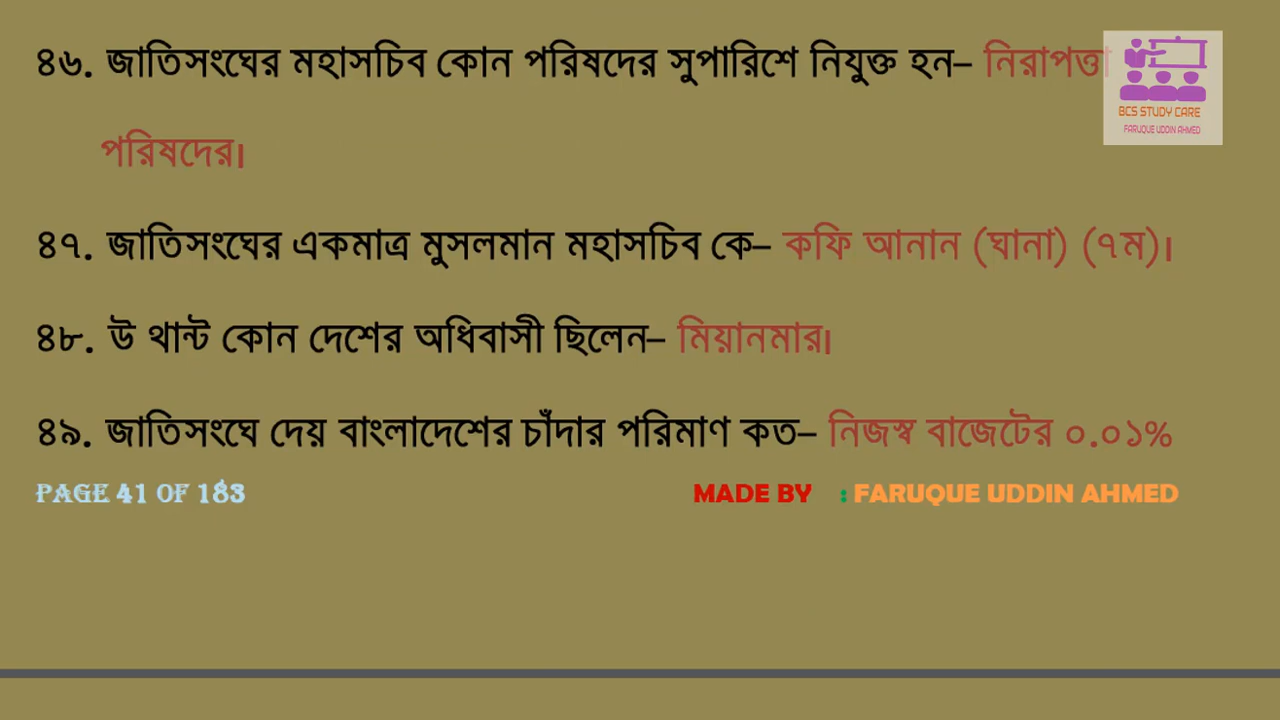 ৪৬. জাতিসংঘের মহাসচিব কোন পরিষদের সুপারিশে নিযুক্ত হন– নিরাপত্তা
পরিষদের।
BCS STUDY CARE
FARUQUE UDDIN AHMED
৪৭. জাতিসংঘের একমাত্র মুসলমান মহাসচিব কে– কফি আনান (ঘানা) (৭ম)।
৪৮. উ থান্ট কোন দেশের অধিবাসী ছিলেন– মিয়ানমার।
৪৯. জাতিসংঘে দেয় বাংলাদেশের চাঁদার পরিমাণ কত– নিজস্ব বাজেটের ০.০১%
PAGE 41 OF 183 MADE BY : FARUQUE UDDIN AHMED